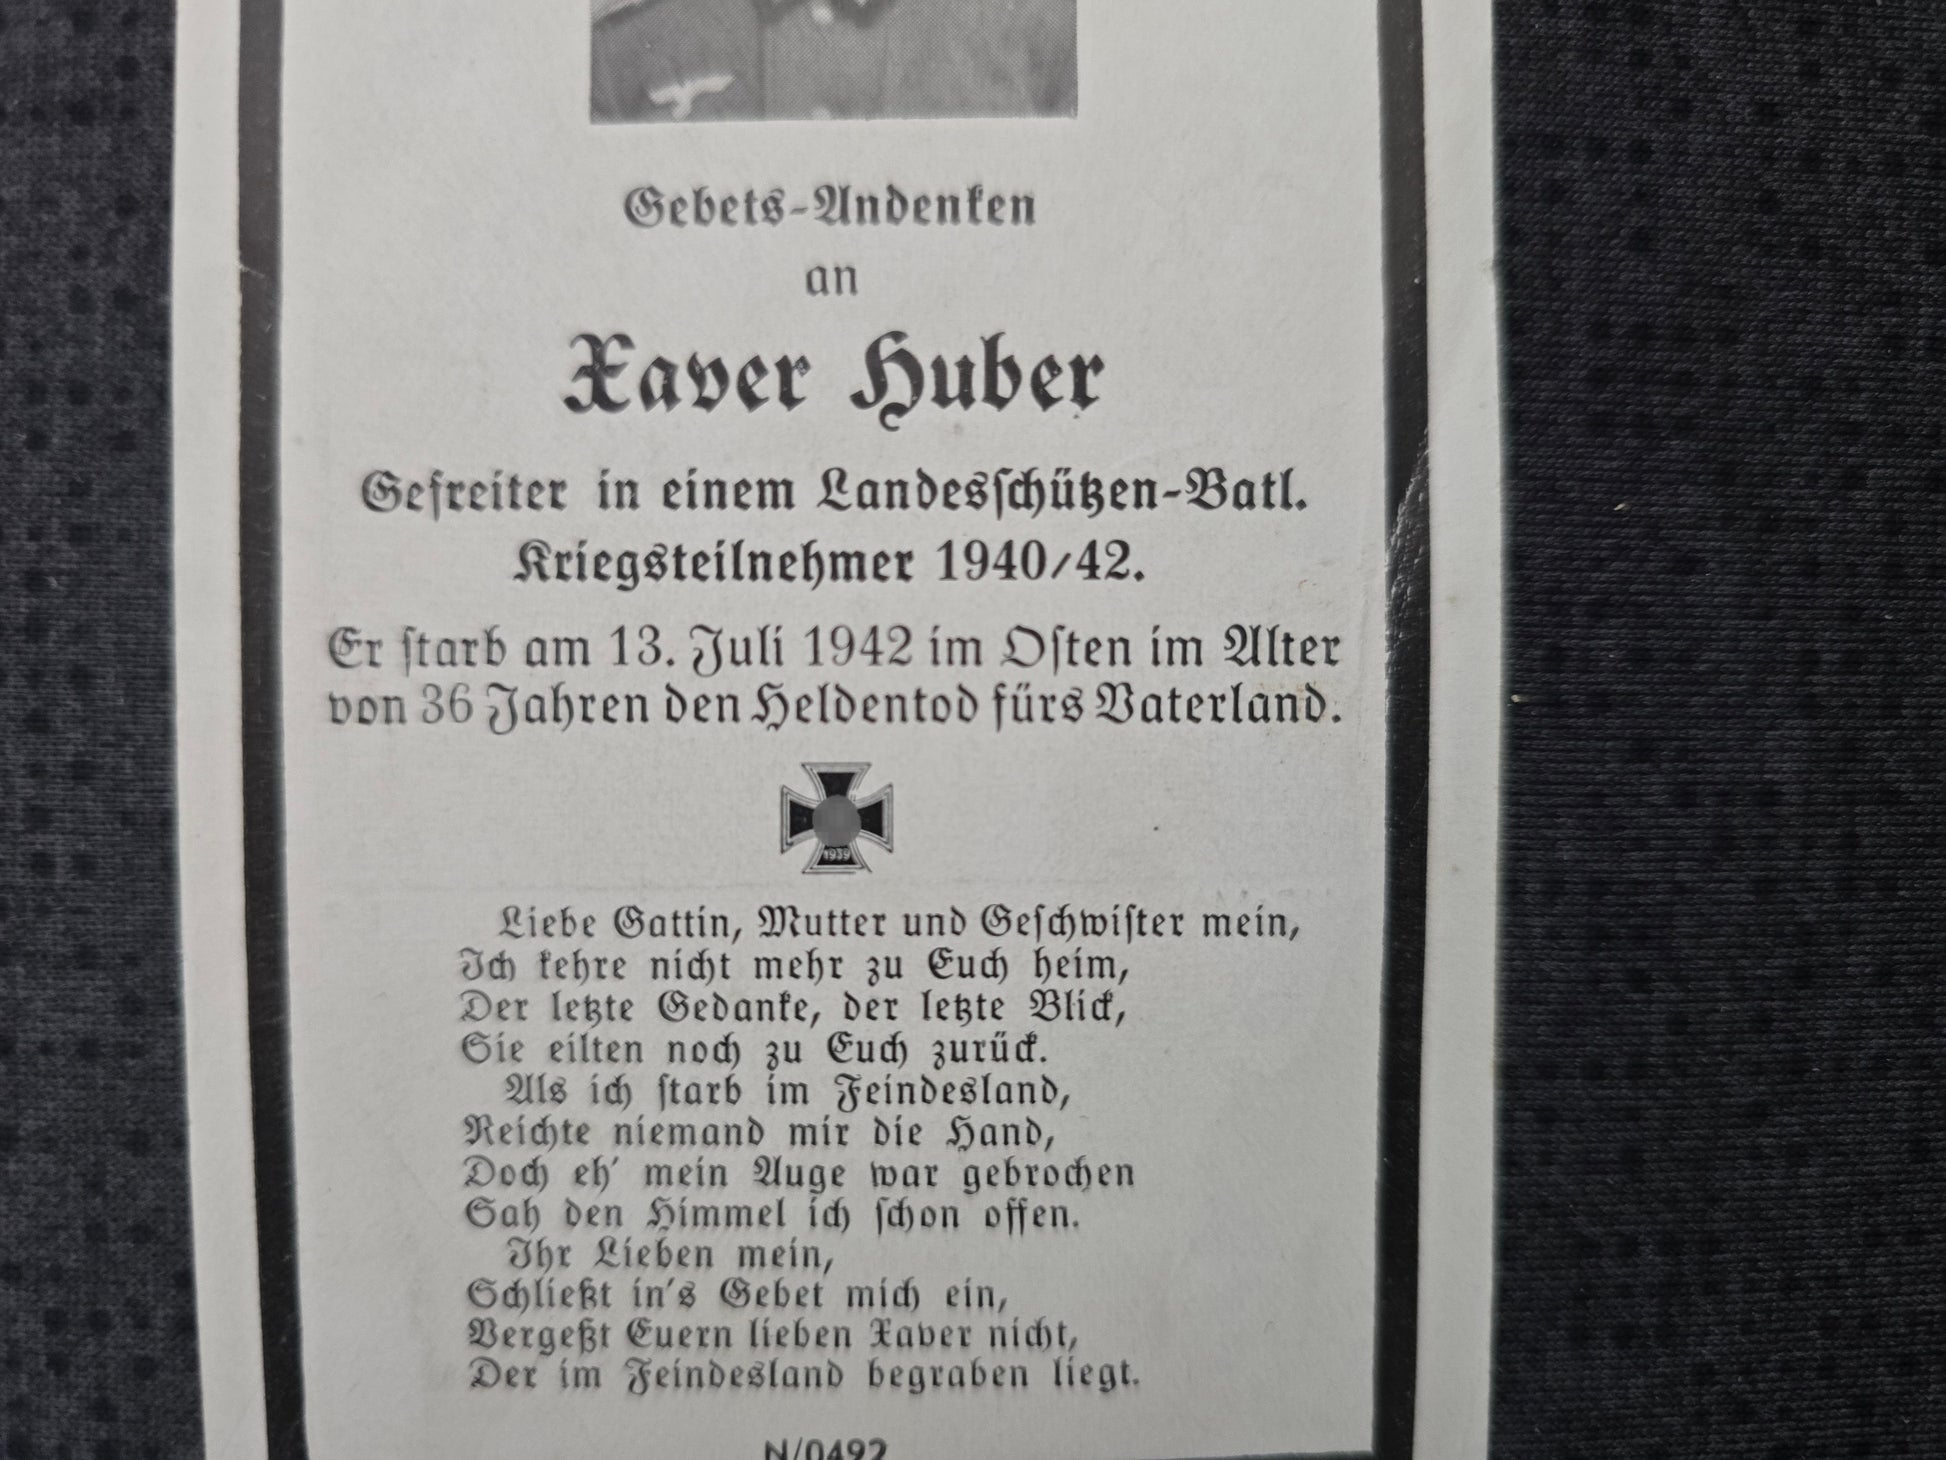 Gebets-Andenken
an
Xaver Huber
Gefreiter in einem Landesſchützen-Batl.
Kriegsteilnehmer 1940/42.
Er ſtarb am 13. Juli 1942 im Oſten im Alter
von 36 Jahren den Heldentod fürs Vaterland.
1939
Liebe Gattin, Mutter und Geſchwiſter mein,
Ich kehre nicht mehr zu Euch heim,
Der letzte Gedanke, der letzte Blick,
Sie eilten noch zu Euch zurück.
Als ich ſtarb im Feindesland,
Reichte niemand mir die Hand,
Doch eh' mein Auge war gebrochen
Sah den Himmel ich ſchon offen.
Ihr Lieben mein,
Schließt in's Gebet mich ein,
Vergeßt Euern lieben Xaver nicht,
Der im Feindesland begraben liegt.
N/0492